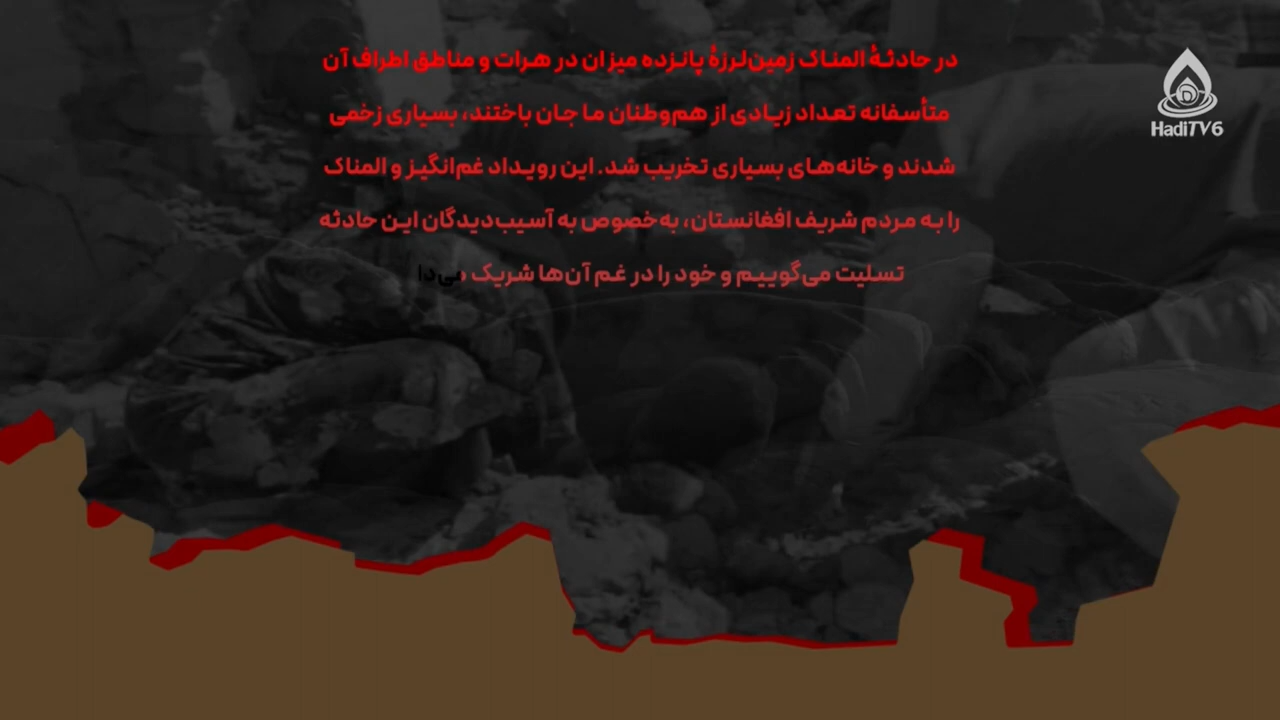 در حادثهٔ المناک زمین‌لرزهٔ پانزده میزان در هرات و مناطق اطراف آن
متأسفانه تعداد زیادی از هم‌وطنان ما جان باختند، بسیاری زخمی
شدند و خانه‌های بسیاری تخریب شد. این رویداد غم‌انگیز و المناک
را به مردم شریف افغانستان، به‌خصوص به آسیب‌دیدگان این حادثه
تسلیت می‌گوییم و خود را در غم آن‌ها شریک می‌دا
HadiTV6